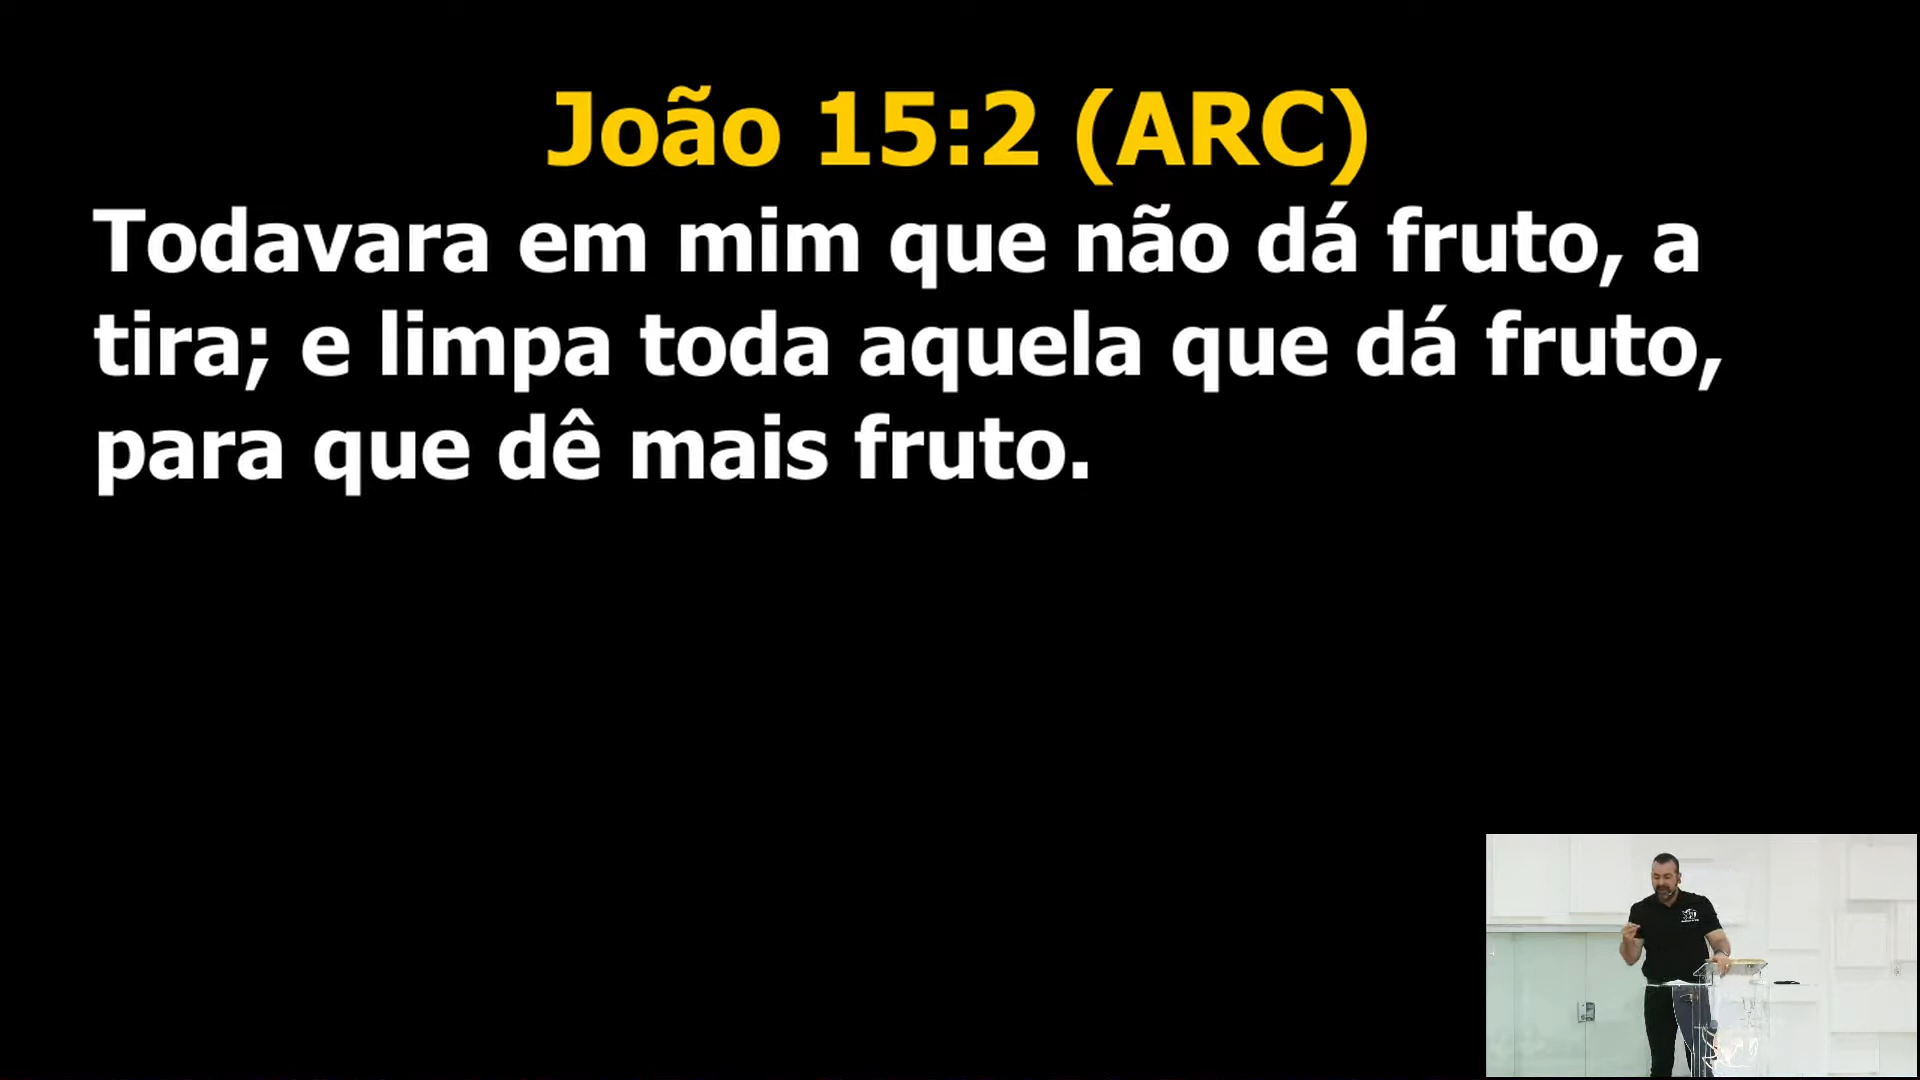 João 15:2 (ARC)
Todavara em mim que não dá fruto, a
tira; e limpa toda aquela que dá fruto,
para que dê mais fruto.